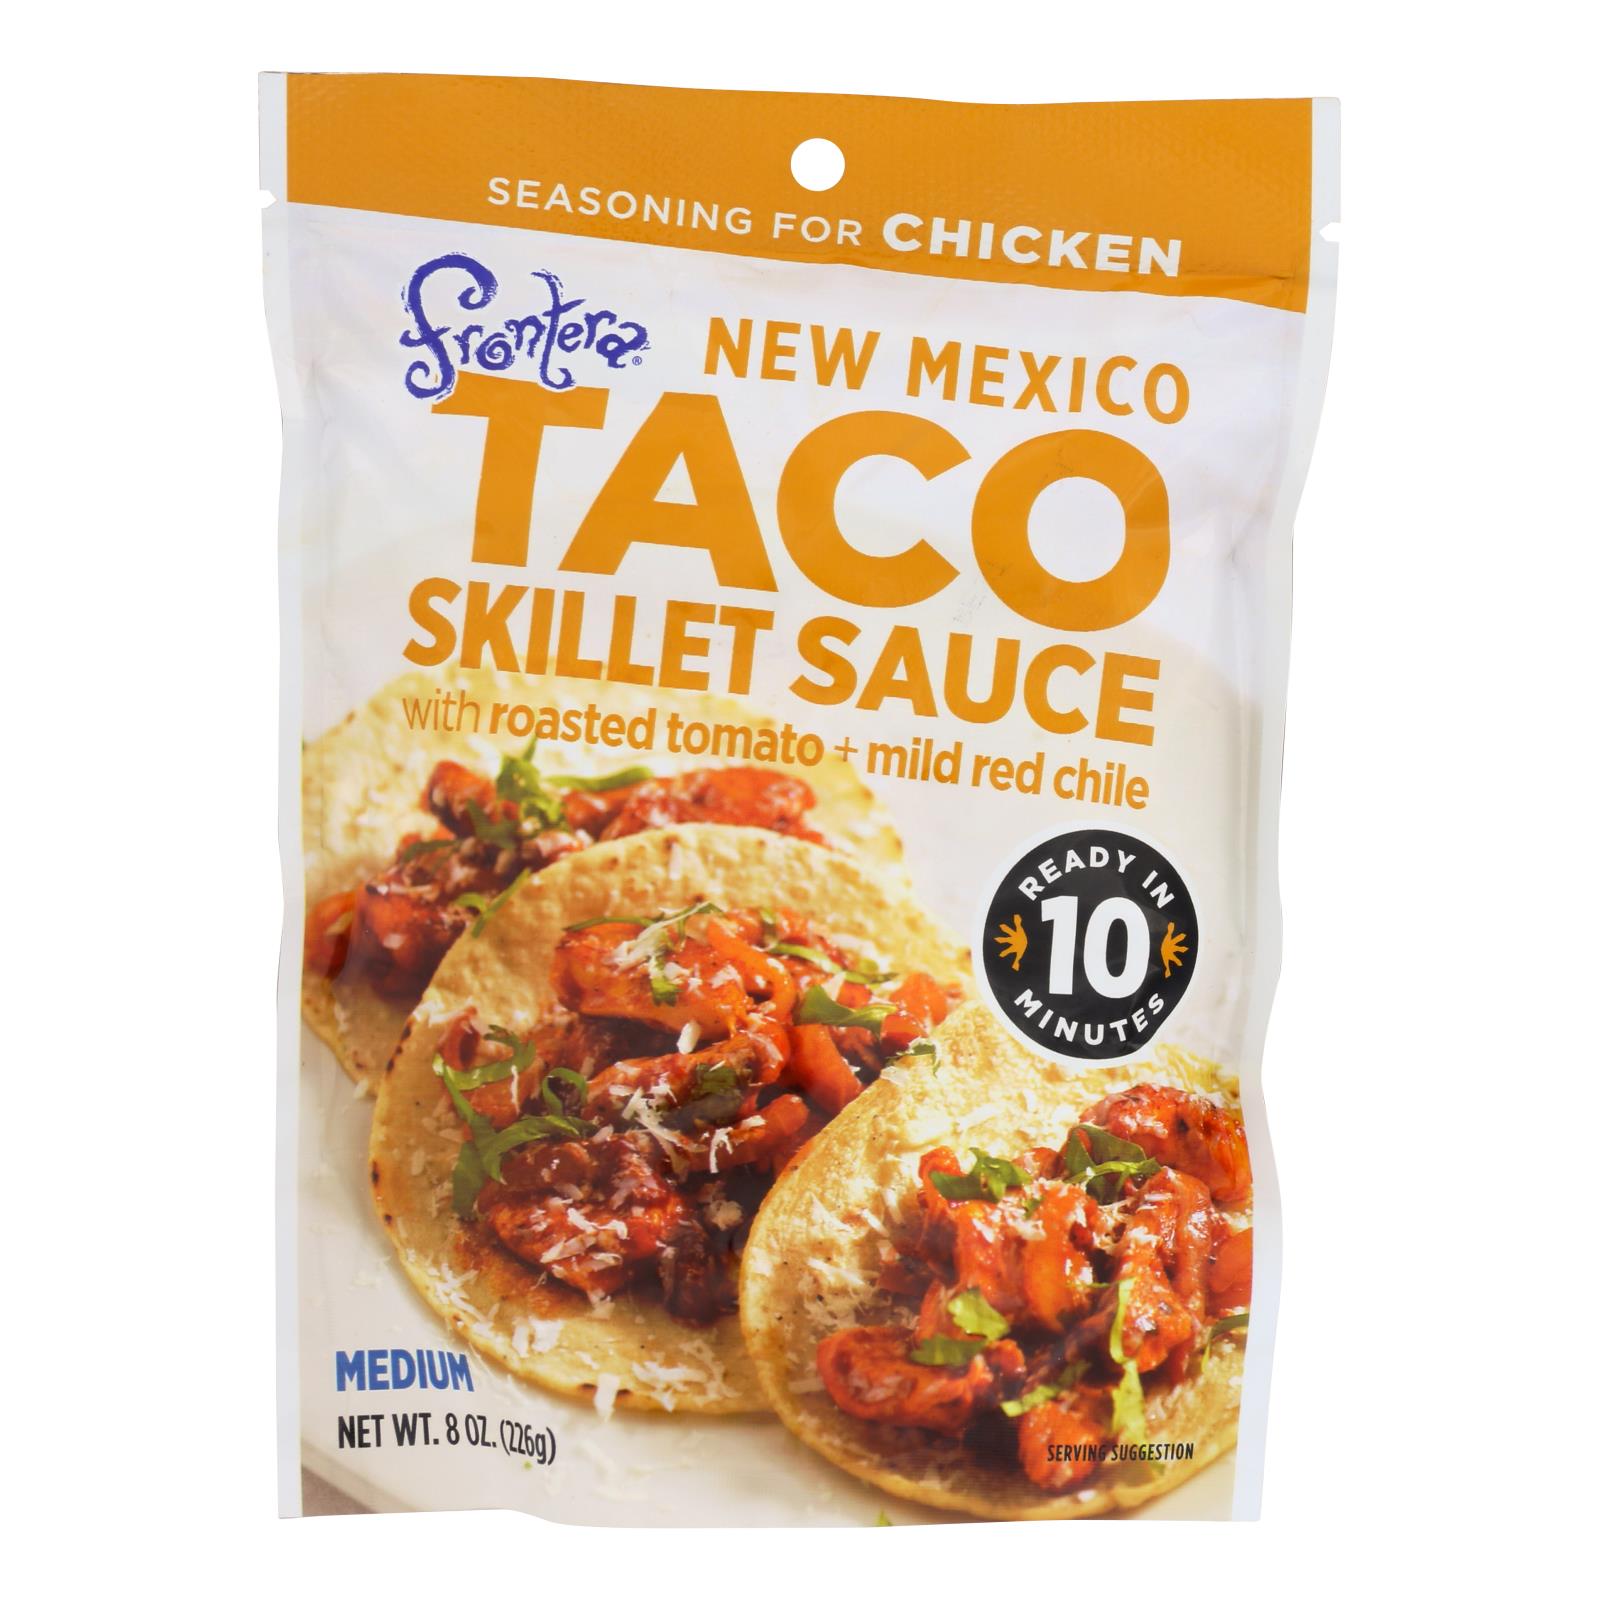 SEASONING FOR CHICKEN
frontera®
NEW MEXICO
TACO
SKILLET SAUCE
with roasted tomato + mild red chile
READY IN
10
MINUTES
MEDIUM
NET WT. 8 OZ. (226g)
SERVING SUGGESTION